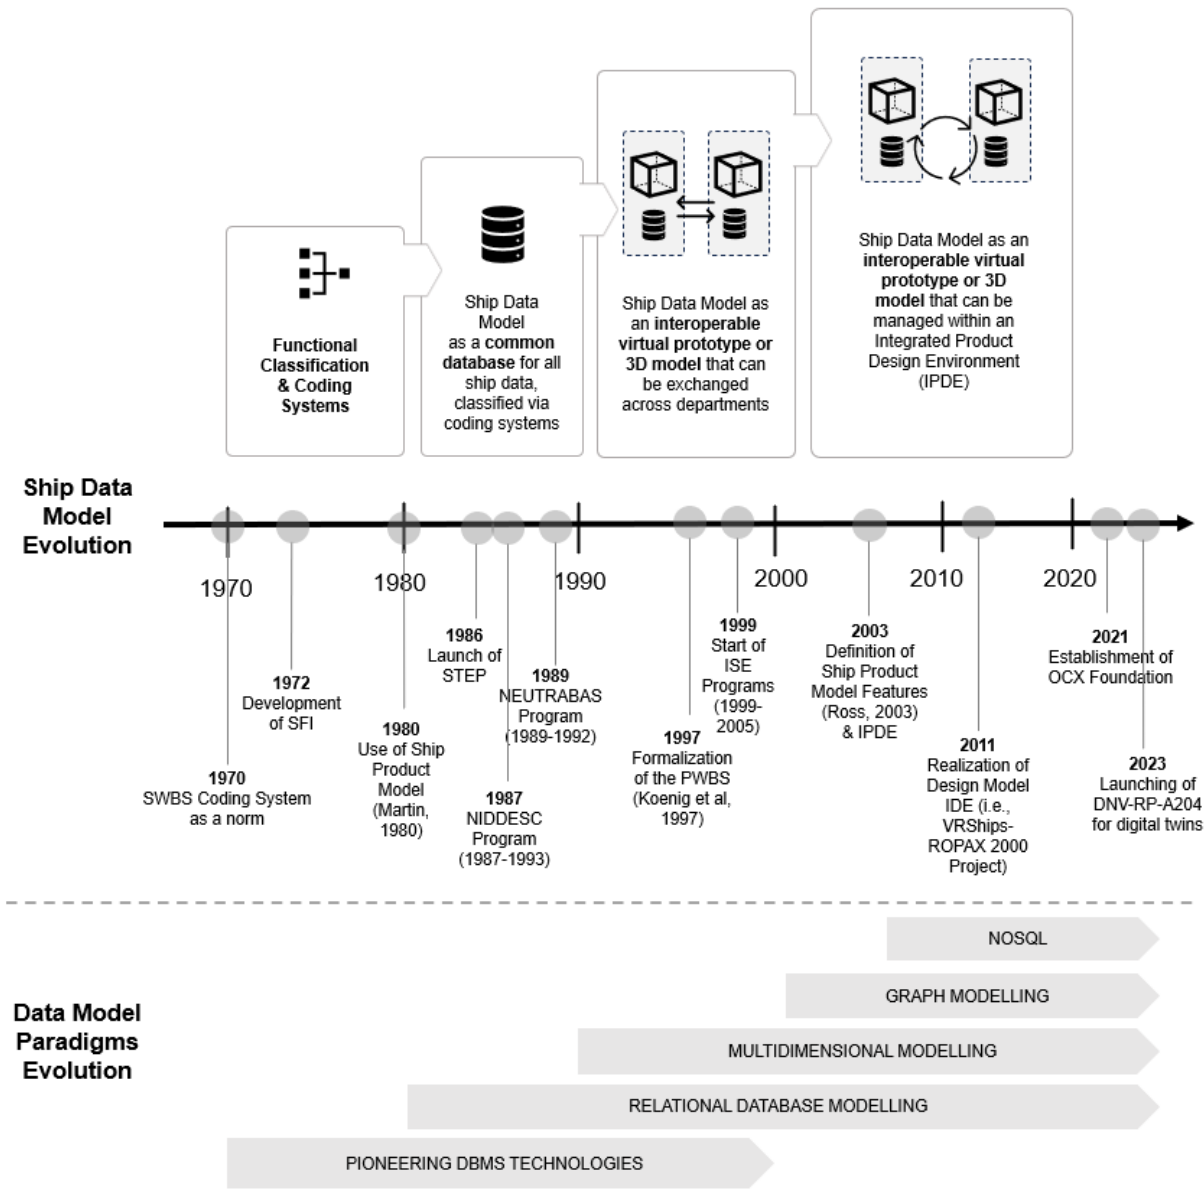 Functional
Classification
& Coding
Systems
Ship Data
Model
as a common
database for all
ship data,
classified via
coding systems
Ship Data Model as
an interoperable
virtual prototype or
3D model that can
be exchanged
across departments
Ship Data Model as an
interoperable virtual
prototype or 3D
model that can be
managed within an
Integrated Product
Design Environment
(IPDE)
Ship Data
Model
Evolution
1970
1980
1990
2000
2010
2020
1970
SWBS Coding System
as a norm
1972
Development
of SFI
1980
Use of Ship
Product
Model
(Martin,
1980)
1986
Launch of
STEP
1987
NIDDESC
Program
(1987-1993)
1989
NEUTRABAS
Program
(1989-1992)
1997
Formalization
of the PWBS
(Koenig et al,
1997)
1999
Start of
ISE
Programs
(1999-
2005)
2003
Definition of
Ship Product
Model Features
(Ross, 2003)
& IPDE
2011
Realization of
Design Model
IDE (i.e.,
VRShips-
ROPAX 2000
Project)
2021
Establishment of
OCX Foundation
2023
Launching of
DNV-RP-A204
for digital twins
Data Model
Paradigms
Evolution
NOSQL
GRAPH MODELLING
MULTIDIMENSIONAL MODELLING
RELATIONAL DATABASE MODELLING
PIONEERING DBMS TECHNOLOGIES